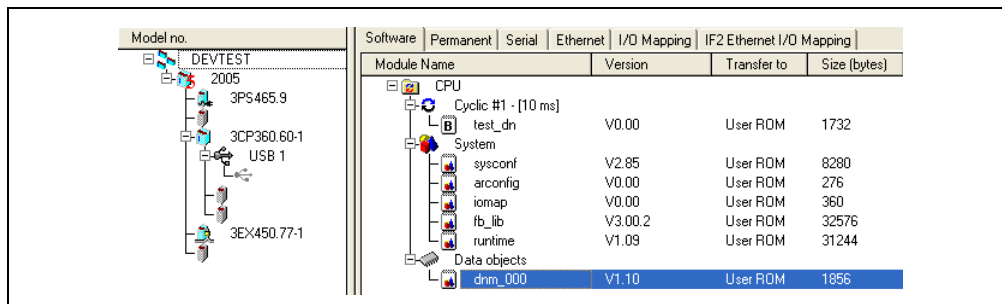 Model no.
DEVTEST
2005
3PS465.9
3CP360.60-1
USB 1
3EX450.77-1
Software Permanent Serial Ethernet I/O Mapping IF2 Ethernet I/O Mapping
Module Name Version Transfer to Size (bytes)
CPU
Cyclic #1 - [10 ms]
B test_dn V0.00 User ROM 1732
System
sysconf V2.85 User ROM 8280
arconfig V0.00 User ROM 276
iomap V0.00 User ROM 360
fb_lib V3.00.2 User ROM 32576
runtime V1.09 User ROM 31244
Data objects
dnm_000 V1.10 User ROM 1856